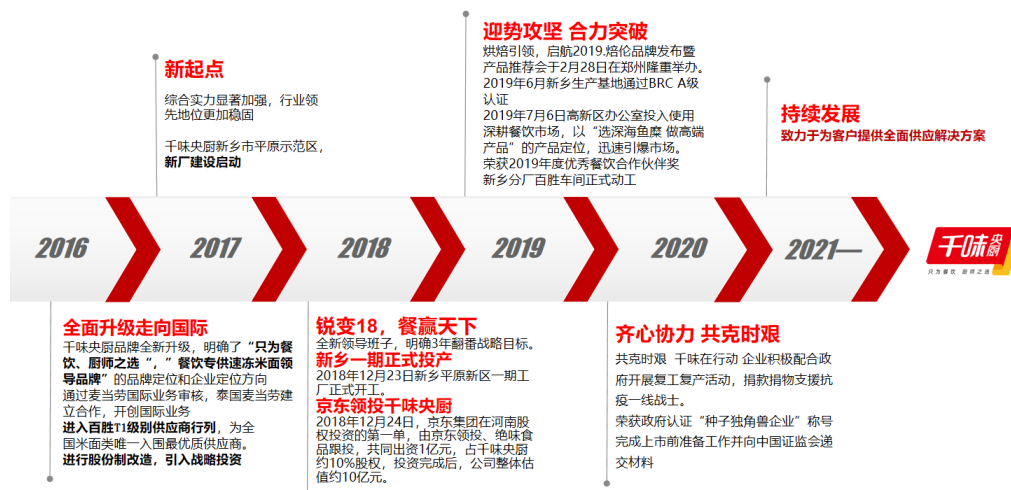 新起点
综合实力显著加强，行业领
先地位更加稳固
千味央厨新乡市平原示范区，
新厂建设启动
迎势攻坚 合力突破
烘焙引领，启航2019.焙伦品牌发布暨
产品推荐会于2月28日在郑州隆重举办。
2019年6月新乡生产基地通过BRC A级
认证
2019年7月6日高新区办公室投入使用
深耕餐饮市场，以“选深海鱼糜 做高端
产品”的产品定位，迅速引爆市场。
荣获2019年度优秀餐饮合作伙伴奖
新乡分厂百胜车间正式动工
持续发展
致力于为客户提供全面供应解决方案
2016
2017
2018
2019
2020
2021—
千味央厨
只为餐饮 厨师之选
全面升级走向国际
千味央厨品牌全新升级，明确了“只为餐
饮、厨师之选“，”餐饮专供速冻米面领
导品牌”的品牌定位和企业定位方向
通过麦当劳国际业务审核，泰国麦当劳建
立合作，开创国际业务
进入百胜T1级别供应商行列，为全
国米面类唯一入围最优质供应商。
进行股份制改造，引入战略投资
锐变18，餐赢天下
全新领导班子，明确3年翻番战略目标。
新乡一期正式投产
2018年12月23日新乡平原新区一期工
厂正式开工。
京东领投千味央厨
2018年12月24日，京东集团在河南股
权投资的第一单，由京东领投、绝味食
品跟投，共同出资1亿元，占千味央厨
约10%股权，投资完成后，公司整体估
值约10亿元。
齐心协力 共克时艰
共克时艰 千味在行动 企业积极配合政
府开展复工复产活动，捐款捐物支援抗
疫一线战士。
荣获政府认证“种子独角兽企业”称号
完成上市前准备工作并向中国证监会递
交材料